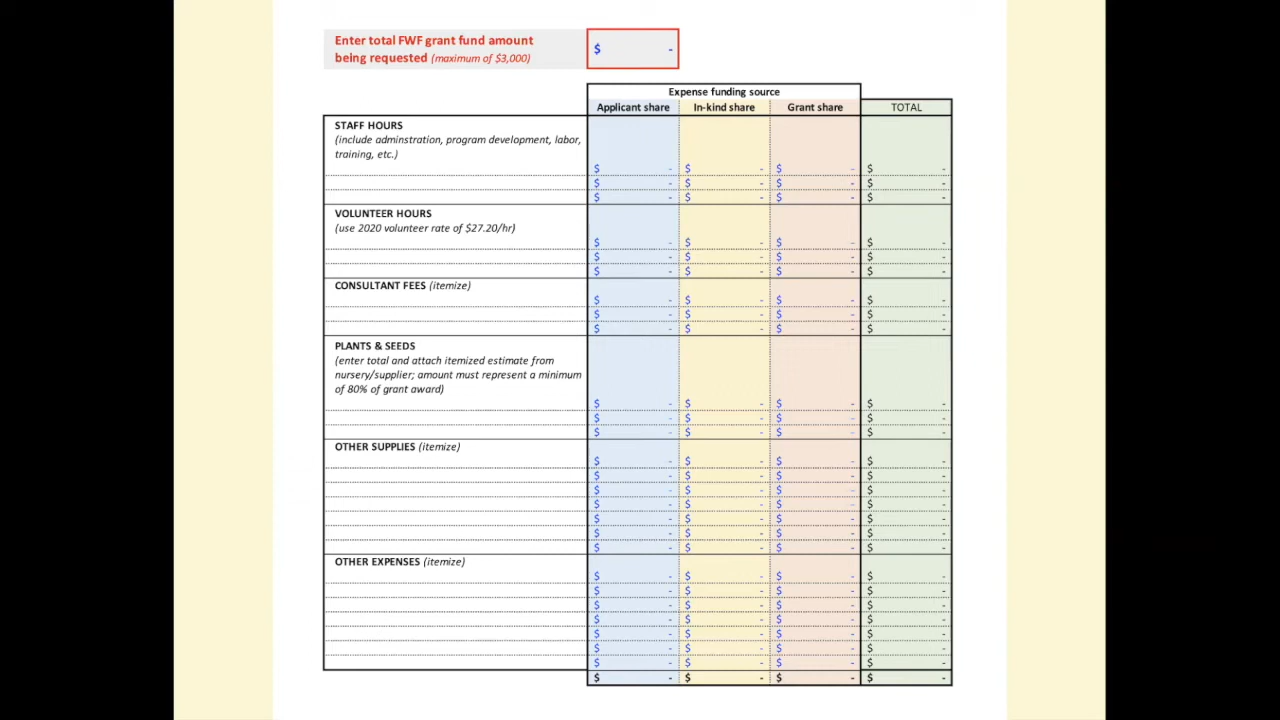 Enter total FWF grant fund amount
being requested (maximum of $3,000)
$ -
Expense funding source
Applicant share In-kind share Grant share TOTAL
STAFF HOURS
(include adminstration, program development, labor,
training, etc.)
$ - $ - $ - $ -
$ - $ - $ - $ -
$ - $ - $ - $ -
VOLUNTEER HOURS
(use 2020 volunteer rate of $27.20/hr)
$ - $ - $ - $ -
$ - $ - $ - $ -
$ - $ - $ - $ -
CONSULTANT FEES (itemize)
$ - $ - $ - $ -
$ - $ - $ - $ -
$ - $ - $ - $ -
PLANTS & SEEDS
(enter total and attach itemized estimate from
nursery/supplier; amount must represent a minimum
of 80% of grant award)
$ - $ - $ - $ -
$ - $ - $ - $ -
$ - $ - $ - $ -
OTHER SUPPLIES (itemize)
$ - $ - $ - $ -
$ - $ - $ - $ -
$ - $ - $ - $ -
$ - $ - $ - $ -
$ - $ - $ - $ -
$ - $ - $ - $ -
$ - $ - $ - $ -
OTHER EXPENSES (itemize)
$ - $ - $ - $ -
$ - $ - $ - $ -
$ - $ - $ - $ -
$ - $ - $ - $ -
$ - $ - $ - $ -
$ - $ - $ - $ -
$ - $ - $ - $ -
$ - $ - $ - $ -